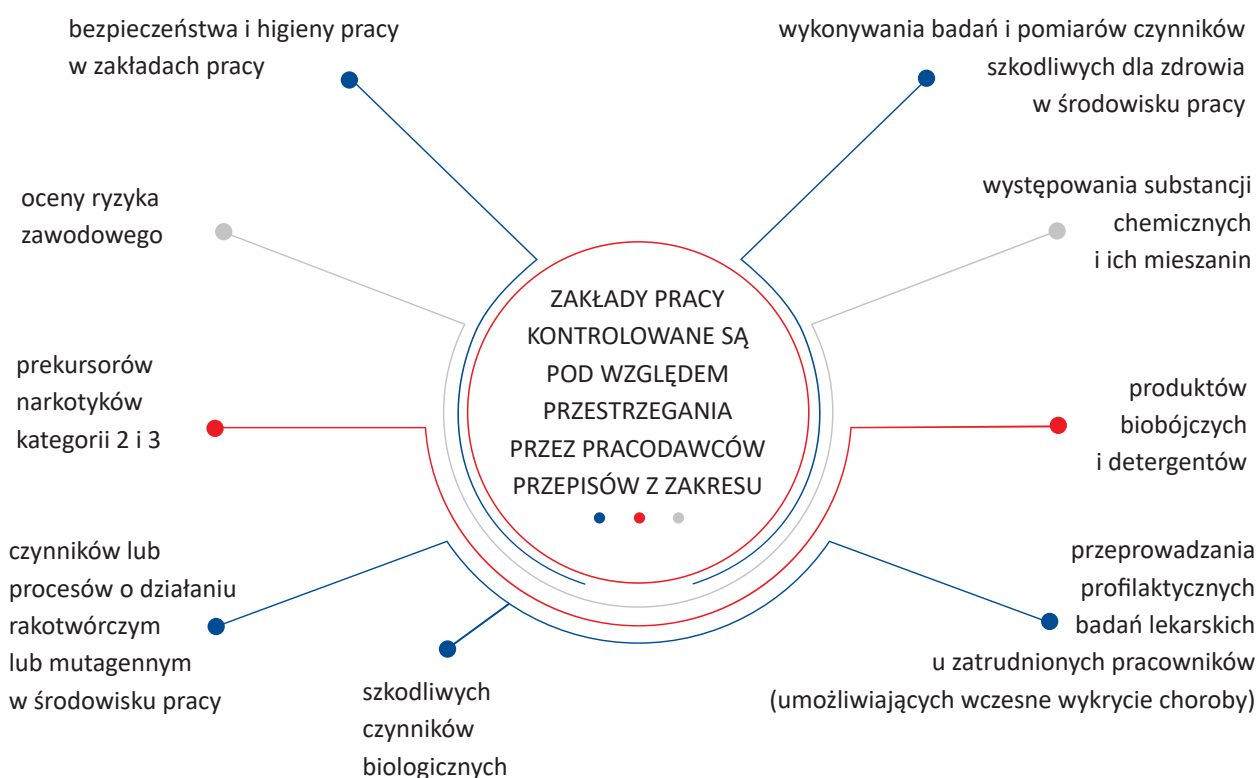 bezpieczeństwa i higieny pracy
w zakładach pracy
wykonywania badań i pomiarów czynników
szkodliwych dla zdrowia
w środowisku pracy
oceny ryzyka
zawodowego
występowania substancji
chemicznych
i ich mieszanin
ZAKŁADY PRACY
KONTROLOWANE SĄ
POD WZGLĘDEM
PRZESTRZEGANIA
PRZEZ PRACODAWCÓW
PRZEPISÓW Z ZAKRESU
prekursorów
narkotyków
kategorii 2 i 3
produktów
biobójczych
i detergentów
czynników lub
procesów o działaniu
rakotwórczym
lub mutagennym
w środowisku pracy
szkodliwych
czynników
biologicznych
przeprowadzania
profilaktycznych
badań lekarskich
u zatrudnionych pracowników
(umożliwiających wczesne wykrycie choroby)